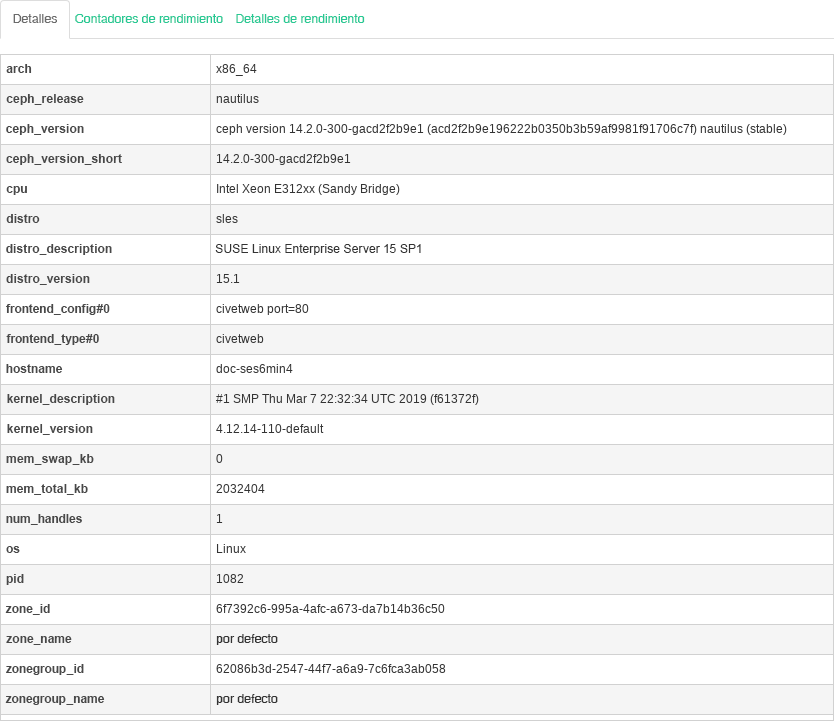 Detalles Contadores de rendimiento Detalles de rendimiento
arch x86_64
ceph_release nautilus
ceph_version ceph version 14.2.0-300-gacd2f2b9e1 (acd2f2b9e196222b0350b3b59af9981f91706c7f) nautilus (stable)
ceph_version_short 14.2.0-300-gacd2f2b9e1
cpu Intel Xeon E312xx (Sandy Bridge)
distro sles
distro_description SUSE Linux Enterprise Server 15 SP1
distro_version 15.1
frontend_config#0 civetweb port=80
frontend_type#0 civetweb
hostname doc-ses6min4
kernel_description #1 SMP Thu Mar 7 22:32:34 UTC 2019 (f61372f)
kernel_version 4.12.14-110-default
mem_swap_kb 0
mem_total_kb 2032404
num_handles 1
os Linux
pid 1082
zone_id 6f7392c6-995a-4afc-a673-da7b14b36c50
zone_name por defecto
zonegroup_id 62086b3d-2547-44f7-a6a9-7c6fca3ab058
zonegroup_name por defecto